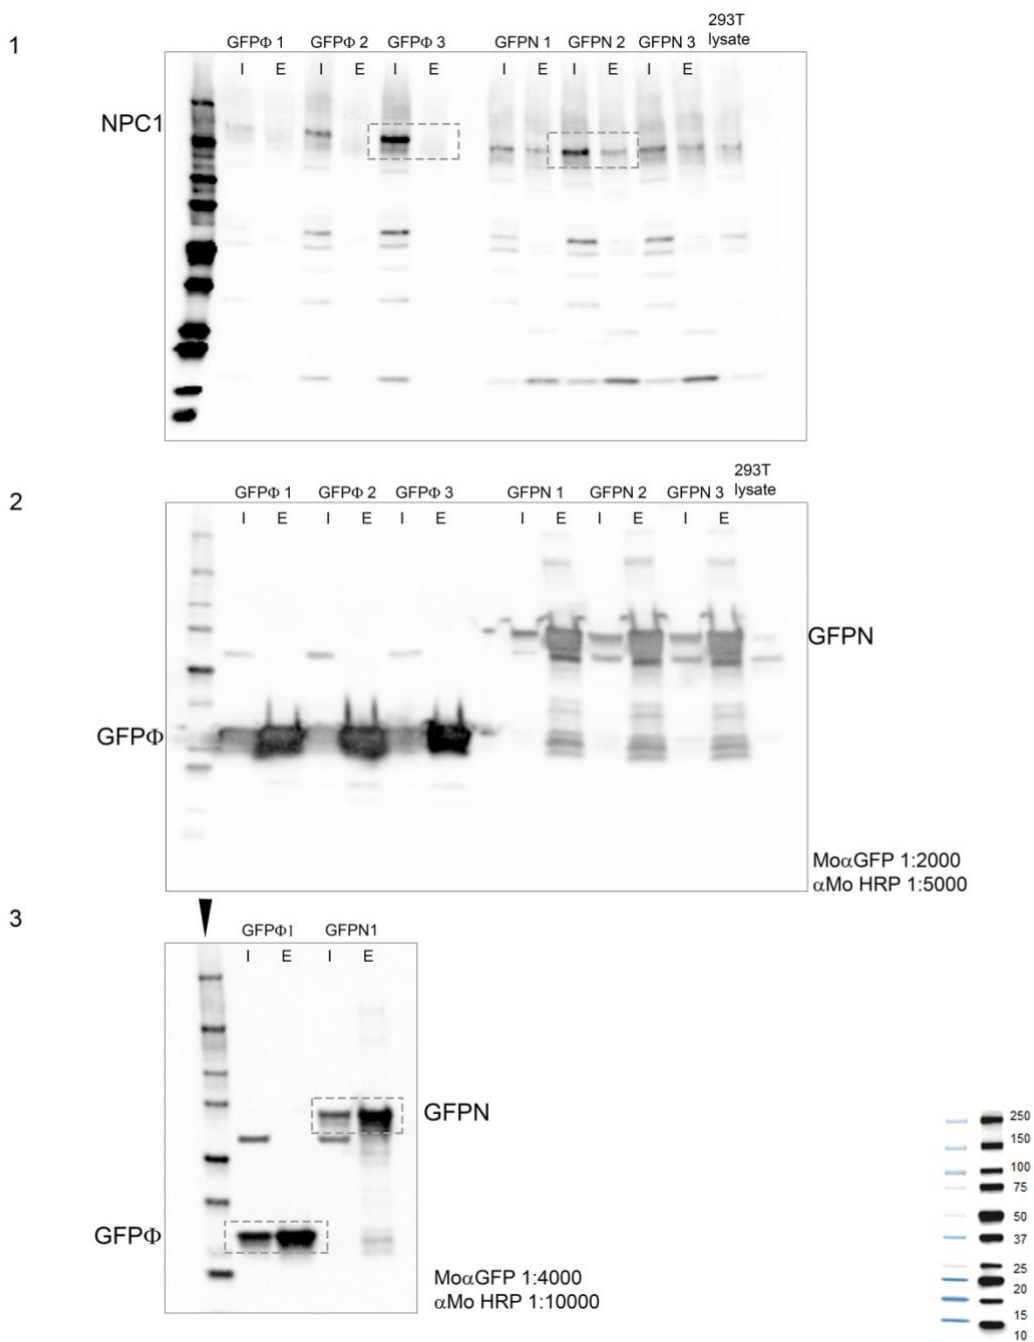 1
293T
lysate
GFPΦ 1 GFPΦ 2 GFPΦ 3 GFPN 1 GFPN 2 GFPN 3
I E I E I E I E I E I E
NPC1
2
293T
lysate
GFPΦ 1 GFPΦ 2 GFPΦ 3 GFPN 1 GFPN 2 GFPN 3
I E I E I E I E I E I E
GFPN
GFPΦ
MoαGFP 1:2000
αMo HRP 1:5000
3
GFPΦ1 GFPN1
I E I E
GFPN
GFPΦ
MoαGFP 1:4000
αMo HRP 1:10000
250
150
100
75
50
37
25
20
15
10